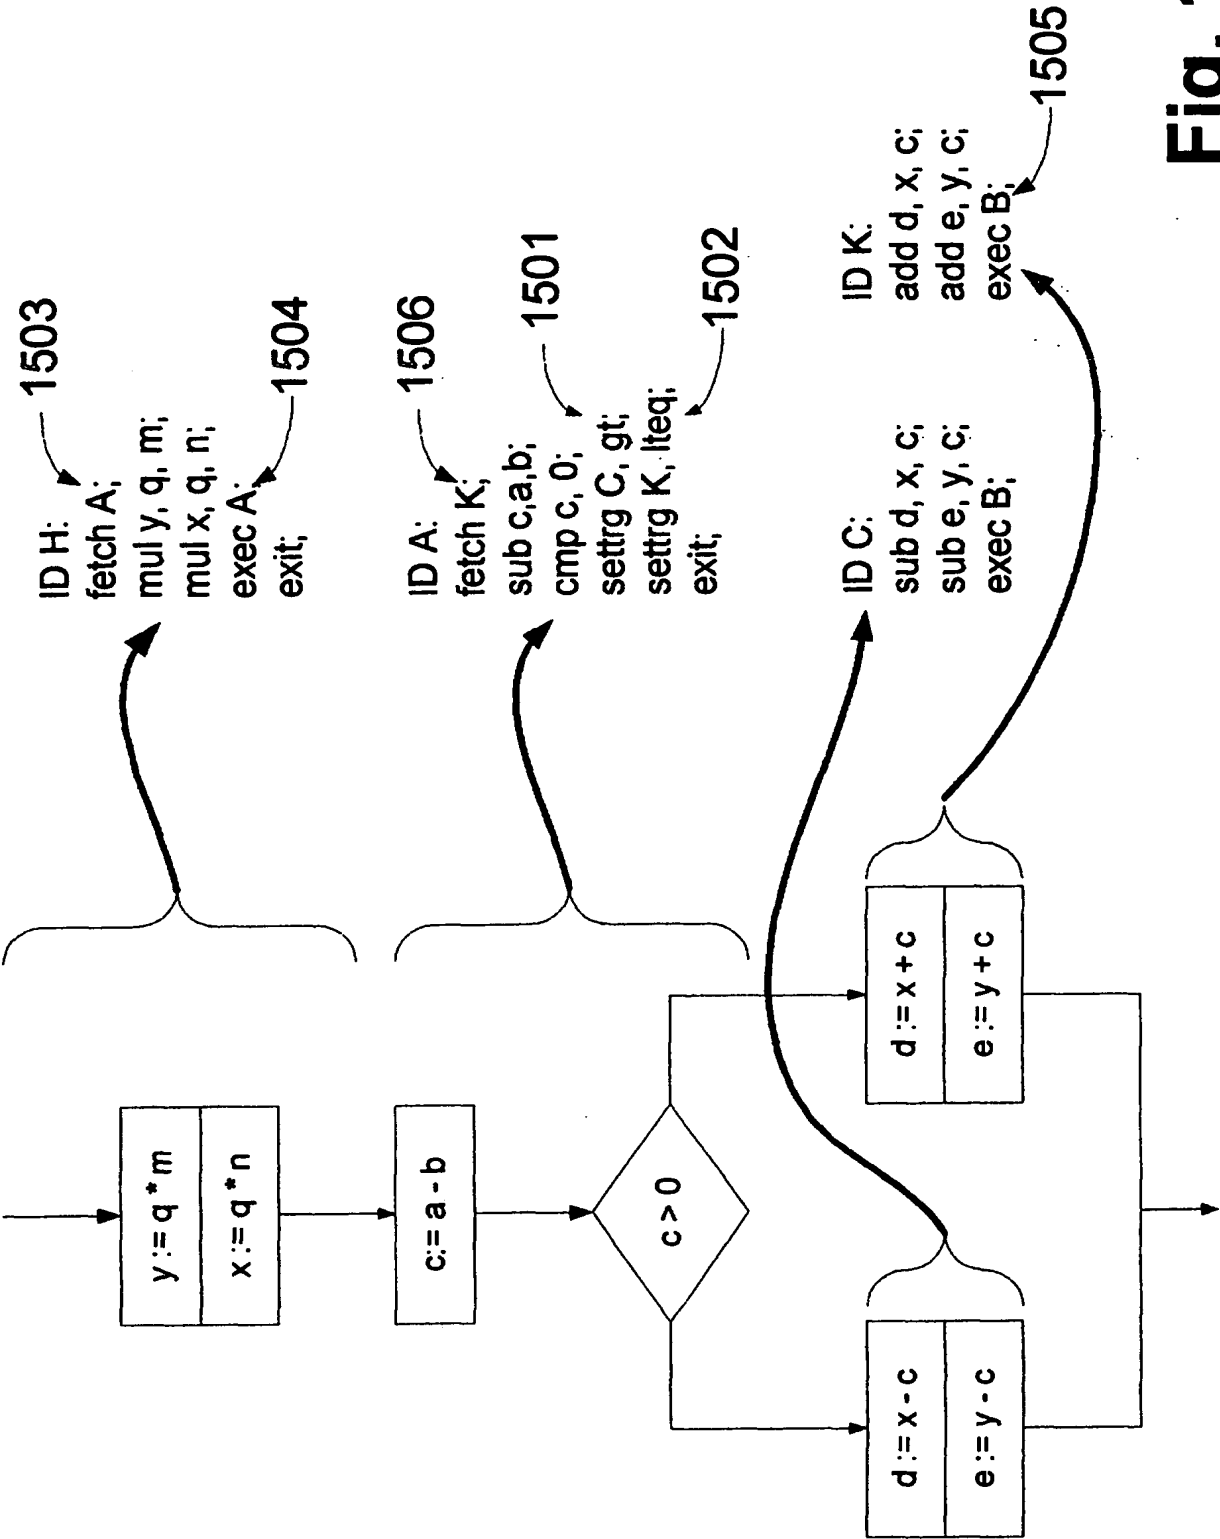 y := q * m
x := q * n
c:= a - b
c > 0
d := x - c
e := y - c
d := x + c
e := y + c
1503
ID H:
fetch A;
mul y, q, m;
mul x, q, n;
exec A;
exit;
1504
1506
ID A:
fetch K;
sub c,a,b;
cmp c, 0;
settrg C, gt;
settrg K, lteq;
exit;
1501
1502
ID C:
sub d, x, c;
sub e, y, c;
exec B;
ID K:
add d, x, c;
add e, y, c;
exec B;
1505
Fig.